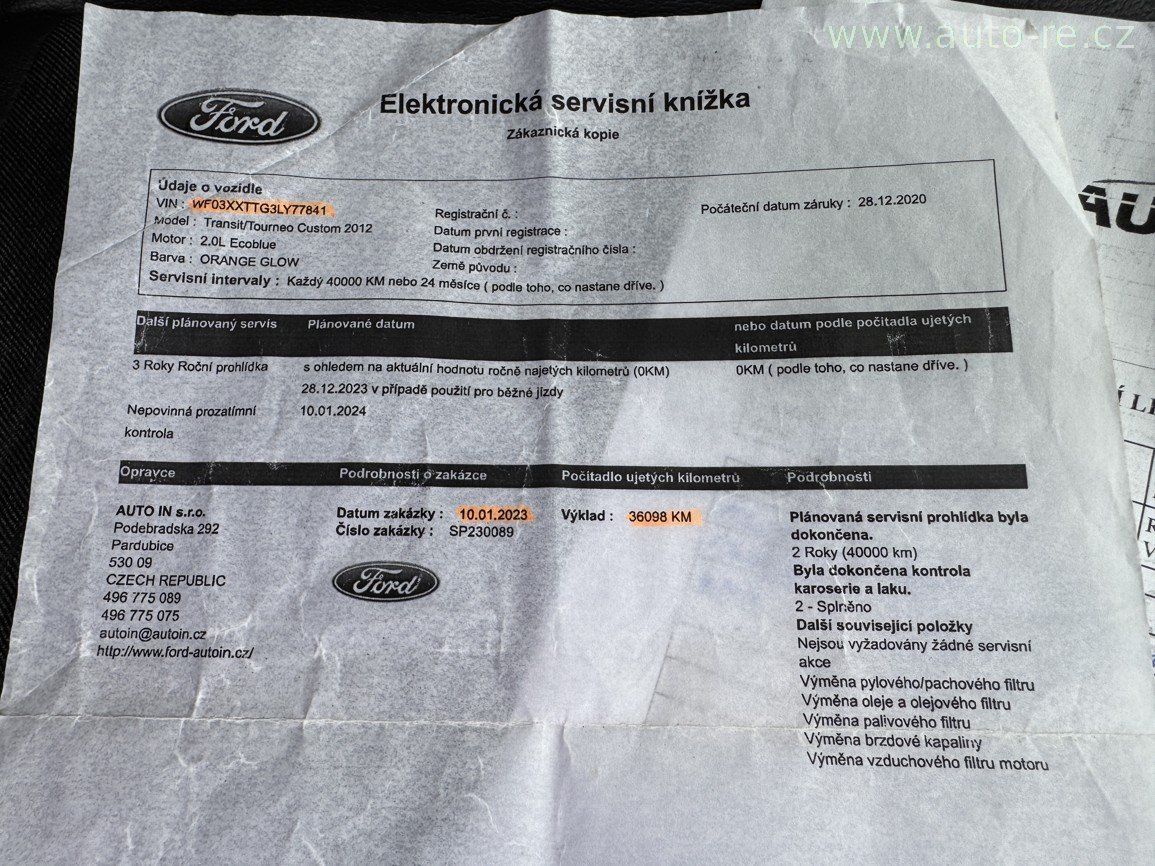 www.auto-re.cz
Ford
Elektronická servisní knížka
Zákaznická kopie
AU
Údaje o vozidle
VIN : WF03XXTTG3LY77841
Model : Transit/Tourneo Custom 2012
Motor : 2.0L Ecoblue
Barva : ORANGE GLOW
Registrační č. :
Datum první registrace :
Datum obdržení registračního čísla :
Země původu :
Počáteční datum záruky : 28.12.2020
Servisní intervaly : Každý 40000 KM nebo 24 měsíce ( podle toho, co nastane dříve. )
Další plánovaný servis Plánované datum nebo datum podle počitadla ujetých
kilometrů
3 Roky Roční prohlídka s ohledem na aktuální hodnotu ročně najetých kilometrů (0KM) 0KM ( podle toho, co nastane dříve. )
28.12.2023 v případě použití pro běžné jízdy
Nepovinná prozatímní 10.01.2024
kontrola
Opravce Podrobnosti o zakázce Počitadlo ujetých kilometrů Podrobnosti
AUTO IN s.r.o.
Podebradska 292
Pardubice
530 09
CZECH REPUBLIC
496 775 089
496 775 075
autoin@autoin.cz
http://www.ford-autoin.cz/
Datum zakázky : 10.01.2023
Číslo zakázky : SP230089
Ford
Výklad : 36098 KM
Plánovaná servisní prohlídka byla
dokončena.
2 Roky (40000 km)
Byla dokončena kontrola
karoserie a laku.
2 - Splněno
Další související položky
Nejsou vyžadovány žádné servisní
akce
Výměna pylového/pachového filtru
Výměna oleje a olejového filtru
Výměna palivového filtru
Výměna brzdové kapaliny
Výměna vzduchového filtru motoru